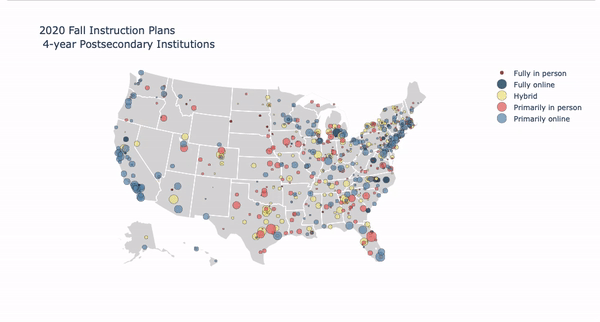 2020 Fall Instruction Plans
4-year Postsecondary Institutions
Fully in person
Fully online
Hybrid
Primarily in person
Primarily online